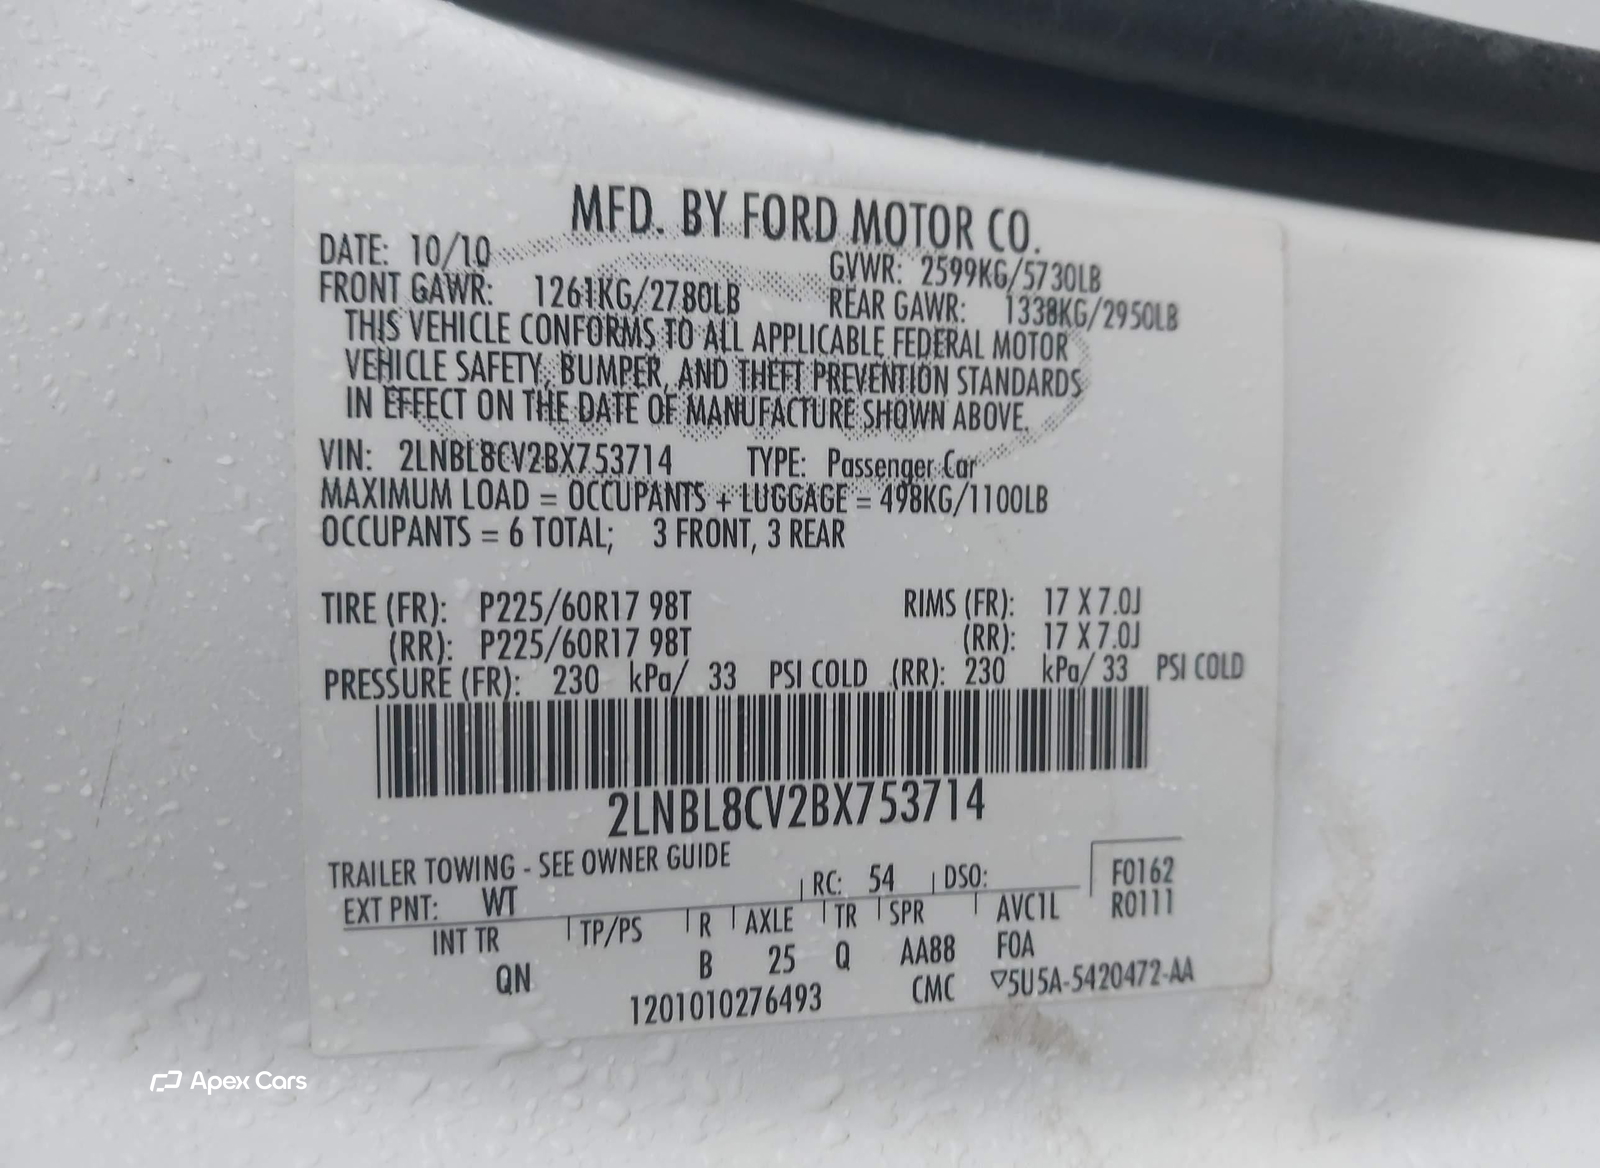 MFD. BY FORD MOTOR CO.
DATE: 10/10 GVWR: 2599KG/5730LB
FRONT GAWR: 1261KG/2780LB REAR GAWR: 1338KG/2950LB
THIS VEHICLE CONFORMS TO ALL APPLICABLE FEDERAL MOTOR
VEHICLE SAFETY, BUMPER, AND THEFT PREVENTION STANDARDS
IN EFFECT ON THE DATE OF MANUFACTURE SHOWN ABOVE.
VIN: 2LNBL8CV2BX753714 TYPE: Passenger Car
MAXIMUM LOAD = OCCUPANTS + LUGGAGE = 498KG/1100LB
OCCUPANTS = 6 TOTAL; 3 FRONT, 3 REAR
TIRE (FR): P225/60R17 98T RIMS (FR): 17 X 7.0J
(RR): P225/60R17 98T (RR): 17 X 7.0J
PRESSURE (FR): 230 kPa/ 33 PSI COLD (RR): 230 kPa/ 33 PSI COLD
2LNBL8CV2BX753714
TRAILER TOWING - SEE OWNER GUIDE
EXT PNT: WT RC: 54 DSO: F0162
INT TR TP/PS R AXLE TR SPR AVC1L R0111
QN B 25 Q AA88 FOA
1201010276493 CMC ▽5U5A-5420472-AA
Apex Cars